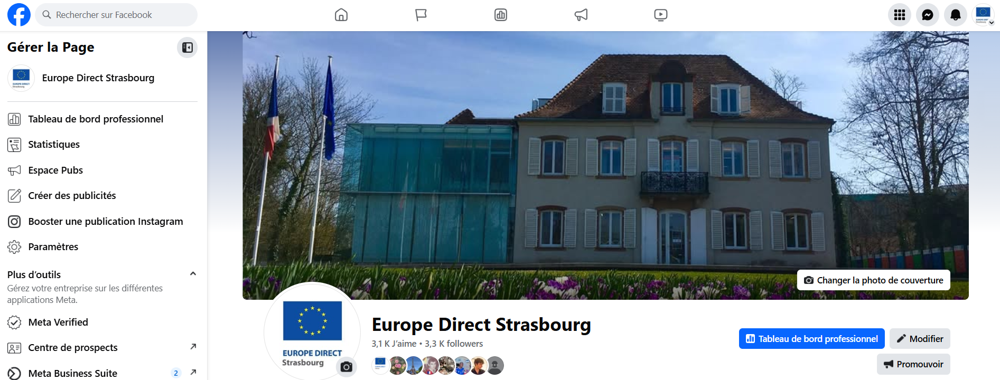 Rechercher sur Facebook
Gérer la Page
Europe Direct Strasbourg
Tableau de bord professionnel
Statistiques
Espace Pubs
Créer des publicités
Booster une publication Instagram
Paramètres
Plus d’outils
Gérez votre entreprise sur les différentes
applications Meta.
Meta Verified
Centre de prospects
Meta Business Suite 2
Changer la photo de couverture
EUROPE DIRECT
Strasbourg
Europe Direct Strasbourg
3,1 K J’aime • 3,3 K followers
Tableau de bord professionnel
Modifier
Promouvoir